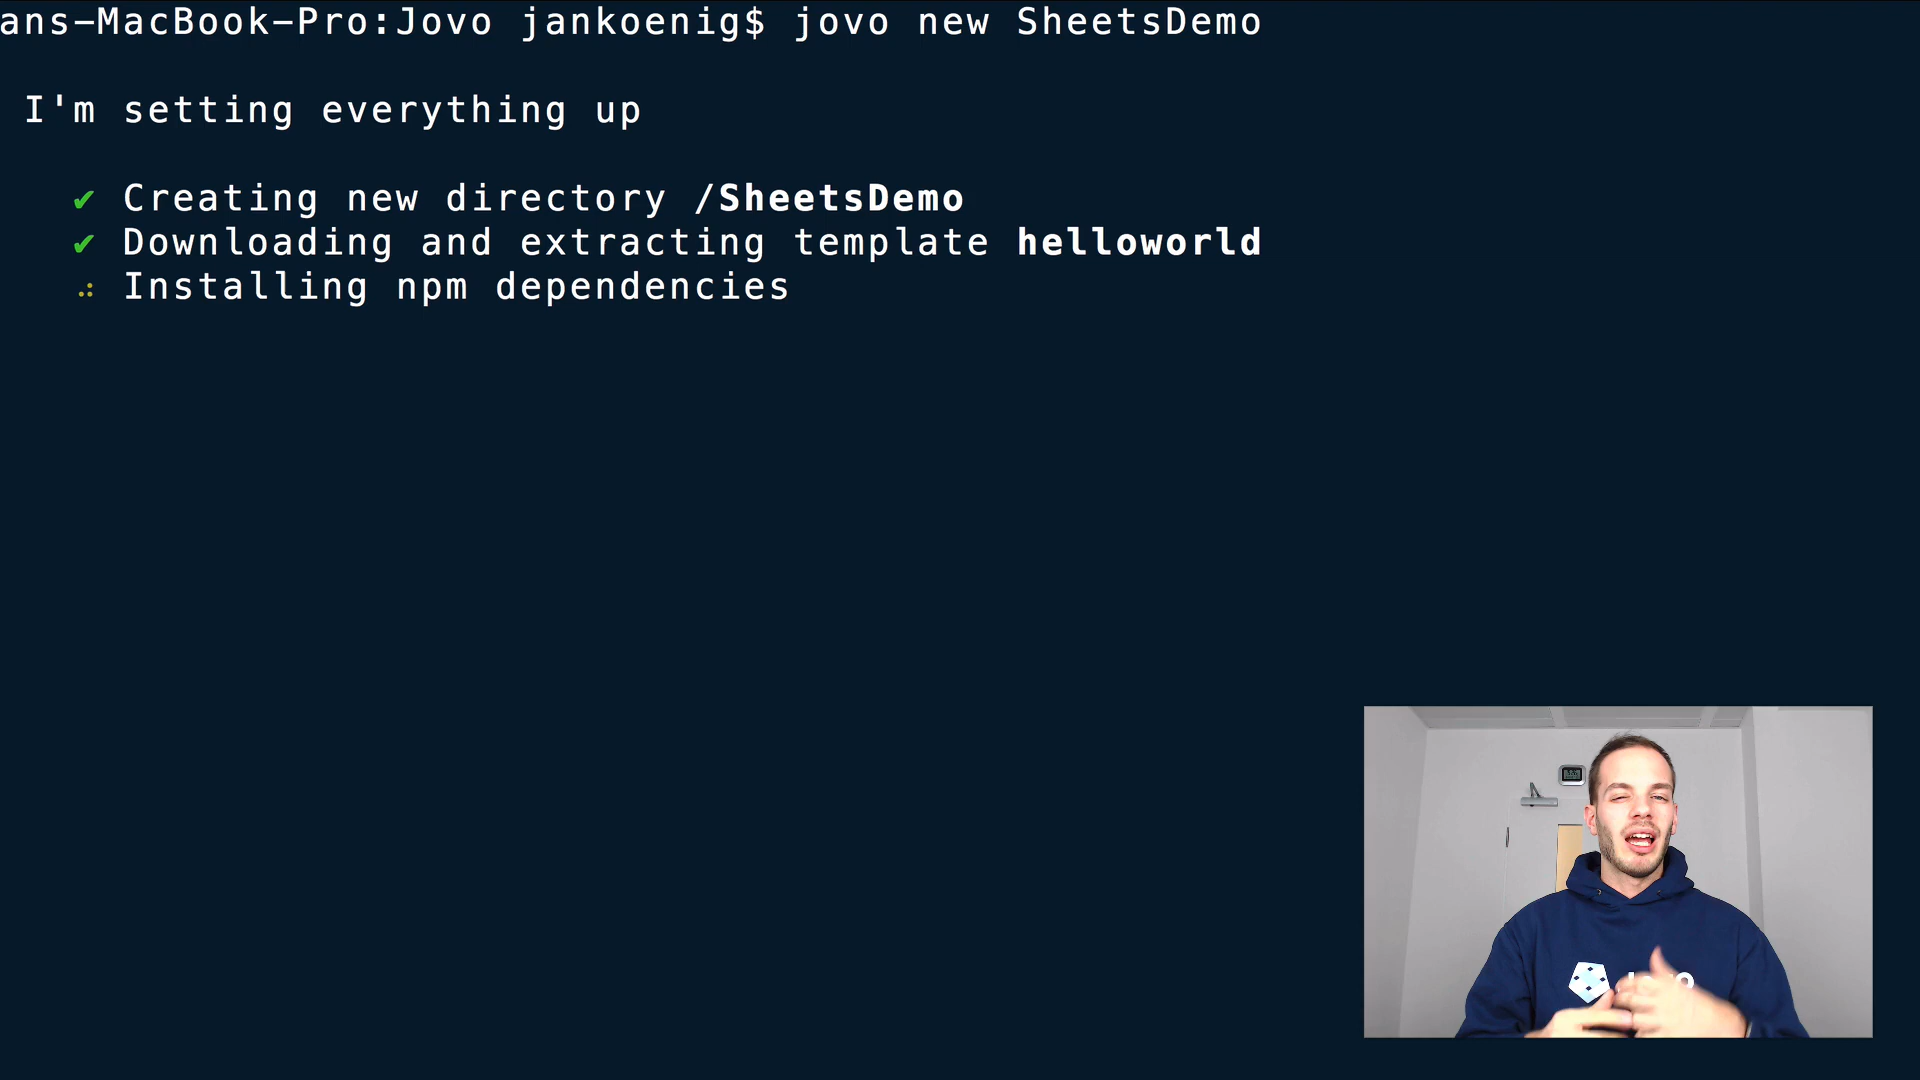 ans-MacBook-Pro:Jovo jankoenig$ jovo new SheetsDemo
I'm setting everything up
✔ Creating new directory /SheetsDemo
✔ Downloading and extracting template helloworld
⠴ Installing npm dependencies